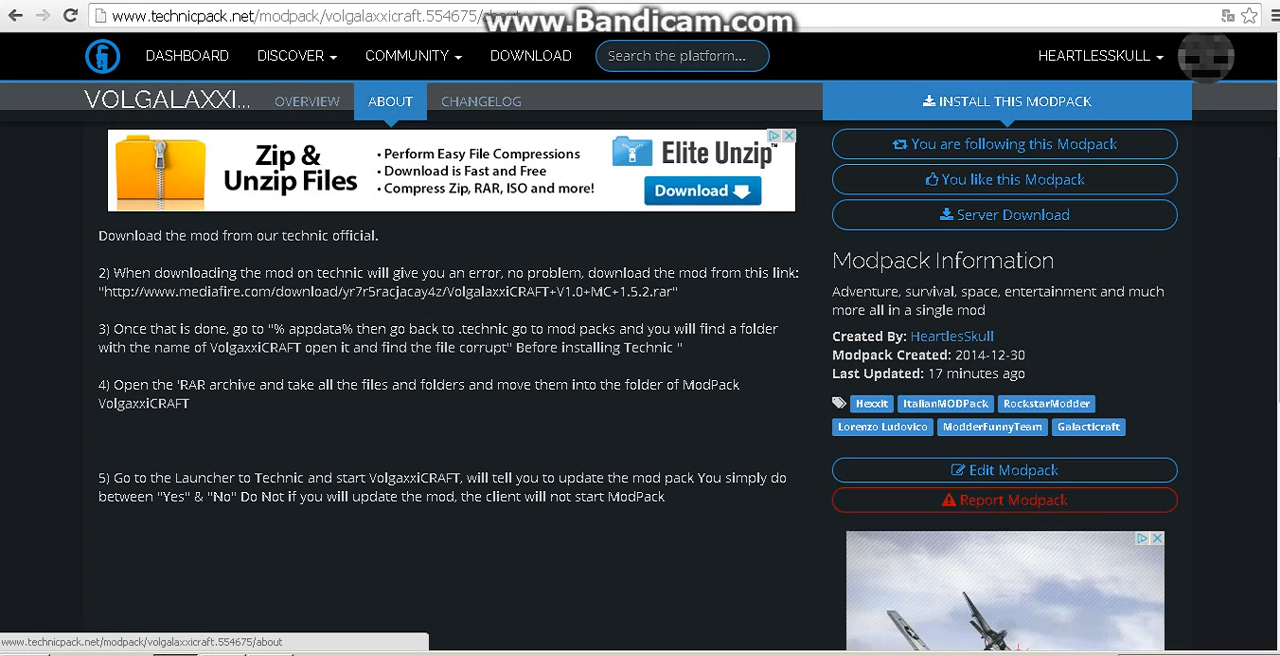 www.technicpack.net/modpack/volgalaxxicraft.554675/about
www.Bandicam.com
DASHBOARD
DISCOVER
COMMUNITY
DOWNLOAD
Search the platform...
HEARTLESSKULL
VOLGALAXXI...
OVERVIEW
ABOUT
CHANGELOG
INSTALL THIS MODPACK
Zip &
Unzip Files
• Perform Easy File Compressions
• Download is Fast and Free
• Compress Zip, RAR, ISO and more!
Elite Unzip™
Download
Download the mod from our technic official.
2) When downloading the mod on technic will give you an error, no problem, download the mod from this link:
"http://www.mediafire.com/download/yr7r5racjacay4z/VolgalaxxiCRAFT+V1.0+MC+1.5.2.rar"
3) Once that is done, go to "% appdata% then go back to .technic go to mod packs and you will find a folder
with the name of VolgaxxiCRAFT open it and find the file corrupt" Before installing Technic "
4) Open the 'RAR archive and take all the files and folders and move them into the folder of ModPack
VolgaxxiCRAFT
5) Go to the Launcher to Technic and start VolgaxxiCRAFT, will tell you to update the mod pack You simply do
between "Yes" & "No" Do Not if you will update the mod, the client will not start ModPack
You are following this Modpack
You like this Modpack
Server Download
Modpack Information
Adventure, survival, space, entertainment and much
more all in a single mod
Created By: HeartlesSkull
Modpack Created: 2014-12-30
Last Updated: 17 minutes ago
Hexxit
ItalianMODPack
RockstarModder
Lorenzo Ludovico
ModderFunnyTeam
Galacticraft
Edit Modpack
Report Modpack
www.technicpack.net/modpack/volgalaxxicraft.554675/about